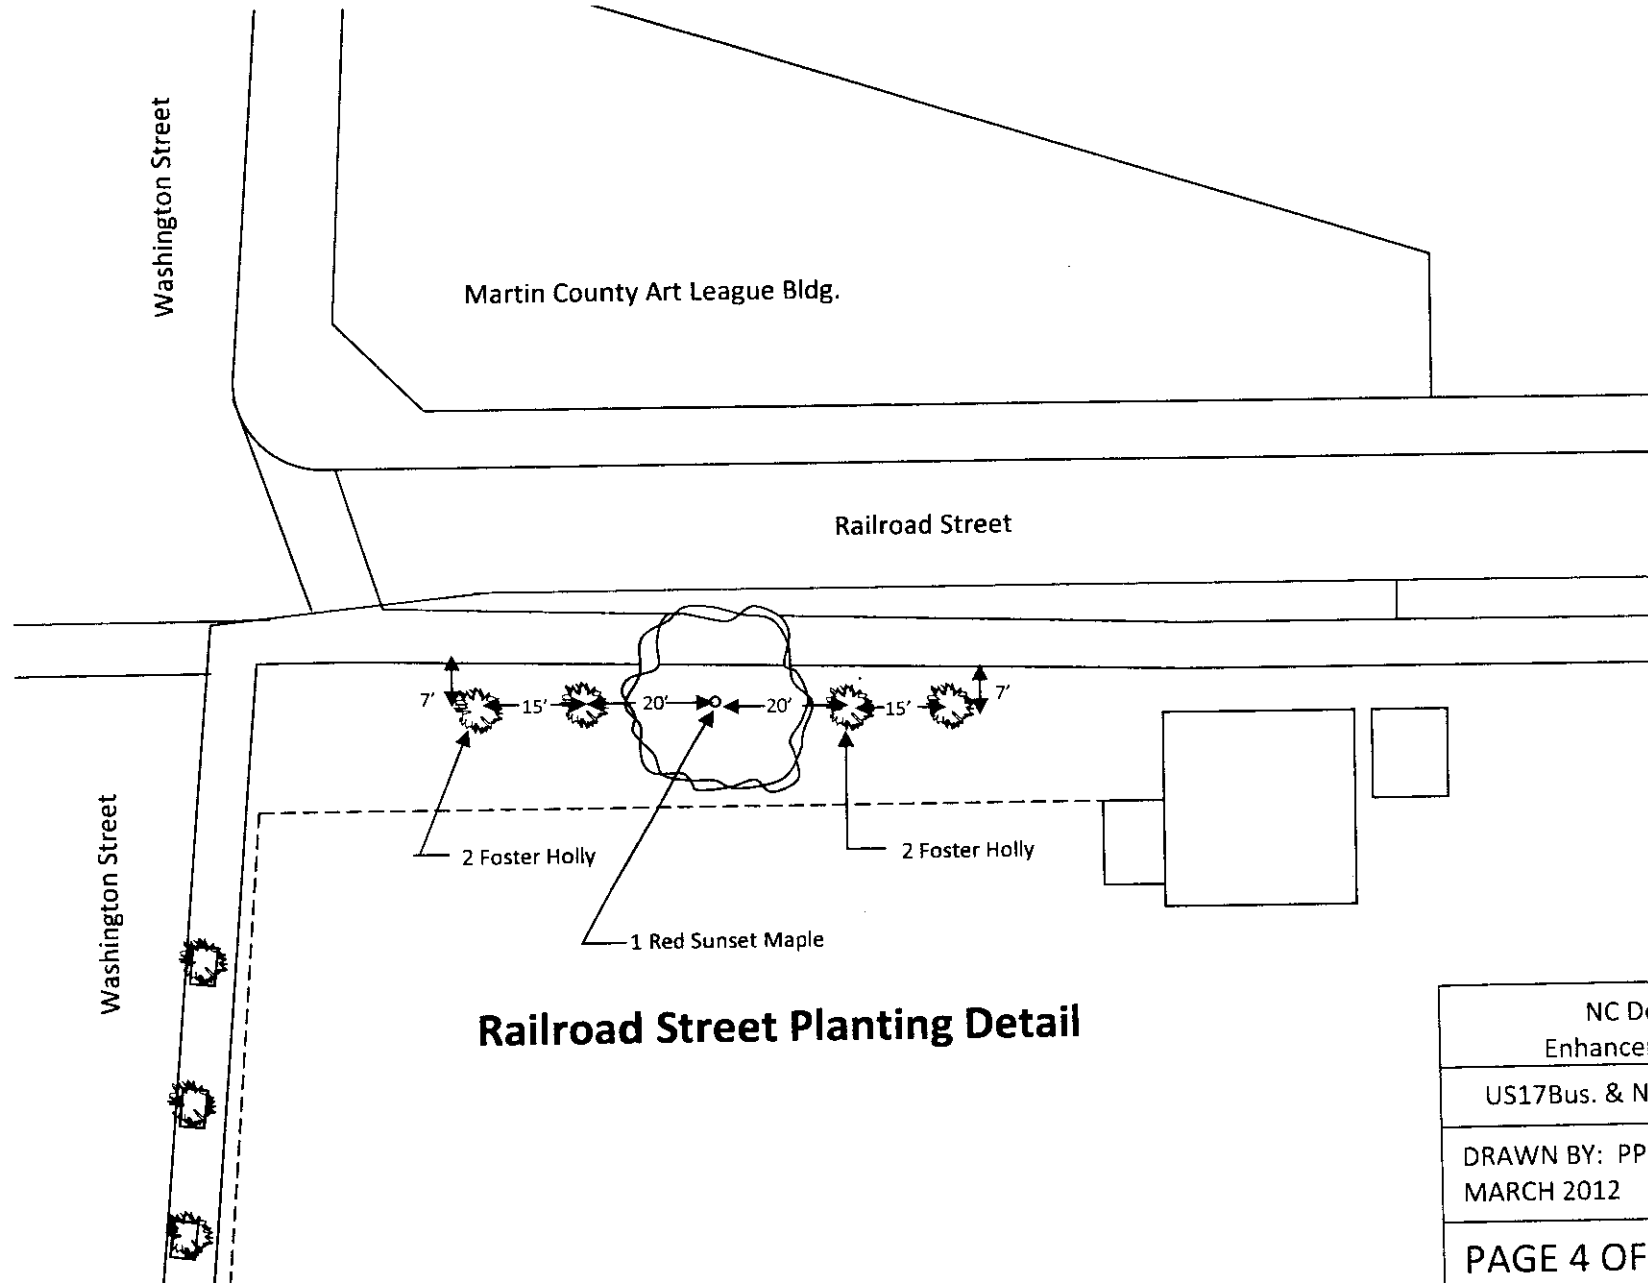 Washington Street
Martin County Art League Bldg.
Railroad Street
7'
15'
20'
20'
15'
7'
2 Foster Holly
2 Foster Holly
1 Red Sunset Maple
Washington Street
Railroad Street Planting Detail
NC De
Enhancer
US17Bus. & N
DRAWN BY: PP
MARCH 2012
PAGE 4 OF